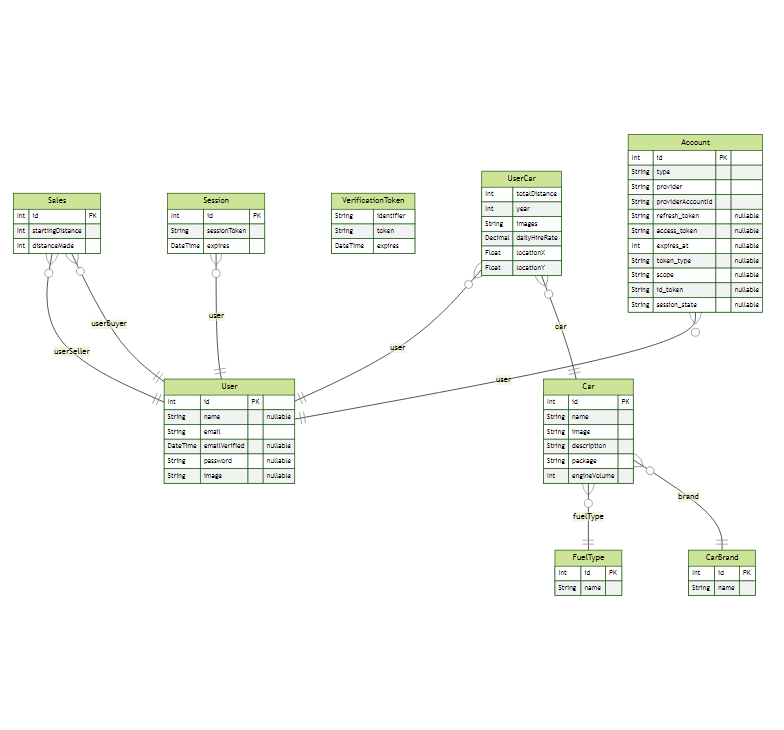 Account
Int id PK
String type
String provider
String providerAccountId
String refresh_token nullable
String access_token nullable
Int expires_at nullable
String token_type nullable
String scope nullable
String id_token nullable
String session_state nullable
UserCar
Int totalDistance
Int year
String images
Decimal dailyHireRate
Float locationX
Float locationY
Sales
Int id PK
Int startingDistance
Int distanceMade
Session
Int id PK
String sessionToken
DateTime expires
VerificationToken
String identifier
String token
DateTime expires
user
userBuyer
car
user
userSeller
user
User
Int id PK
String name nullable
String email
DateTime emailVerified nullable
String password nullable
String image nullable
Car
Int id PK
String name
String image
String description
String package
Int engineVolume
brand
fuelType
FuelType
Int id PK
String name
CarBrand
Int id PK
String name